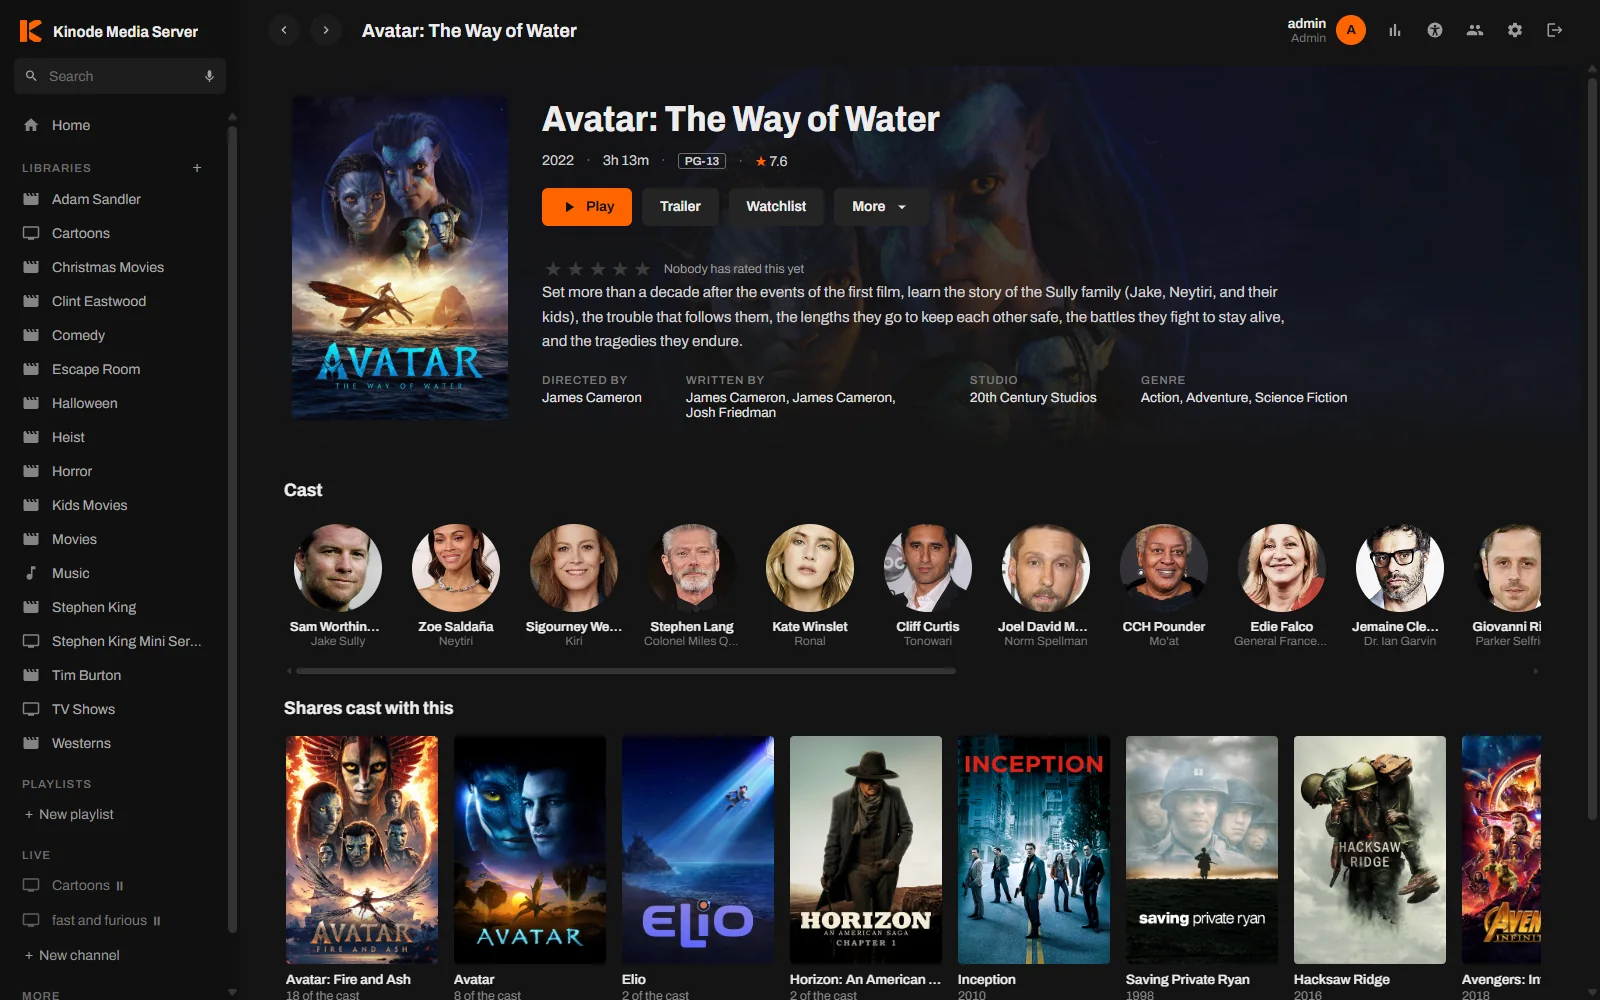 Kinode Media Server
Avatar: The Way of Water
admin
Admin
A
Search
Home
LIBRARIES +
Adam Sandler
Cartoons
Christmas Movies
Clint Eastwood
Comedy
Escape Room
Halloween
Heist
Horror
Kids Movies
Movies
Music
Stephen King
Stephen King Mini Ser...
Tim Burton
TV Shows
Westerns
PLAYLISTS
+ New playlist
LIVE
Cartoons
fast and furious
+ New channel
MORE
AVATAR
THE WAY OF WATER
Avatar: The Way of Water
2022 · 3h 13m · PG-13 · ★ 7.6
Play
Trailer
Watchlist
More
Nobody has rated this yet
Set more than a decade after the events of the first film, learn the story of the Sully family (Jake, Neytiri, and their
kids), the trouble that follows them, the lengths they go to keep each other safe, the battles they fight to stay alive,
and the tragedies they endure.
DIRECTED BY
James Cameron
WRITTEN BY
James Cameron, James Cameron,
Josh Friedman
STUDIO
20th Century Studios
GENRE
Action, Adventure, Science Fiction
Cast
Sam Worthin...
Jake Sully
Zoe Saldaña
Neytiri
Sigourney We...
Kiri
Stephen Lang
Colonel Miles Q...
Kate Winslet
Ronal
Cliff Curtis
Tonowari
Joel David M...
Norm Spellman
CCH Pounder
Mo'at
Edie Falco
General France...
Jemaine Cle...
Dr. Ian Garvin
Giovanni Ri
Parker Selfri
Shares cast with this
AVATAR
FIRE AND ASH
Avatar: Fire and Ash
18 of the cast
AVATAR
Avatar
8 of the cast
ELIO
Elio
2 of the cast
HORIZON
AN AMERICAN SAGA
CHAPTER 1
Horizon: An American ...
2 of the cast
INCEPTION
Inception
2010
saving private ryan
Saving Private Ryan
1998
HACKSAW
RIDGE
Hacksaw Ridge
2016
AVEN
INFINIT
Avengers: In
2018